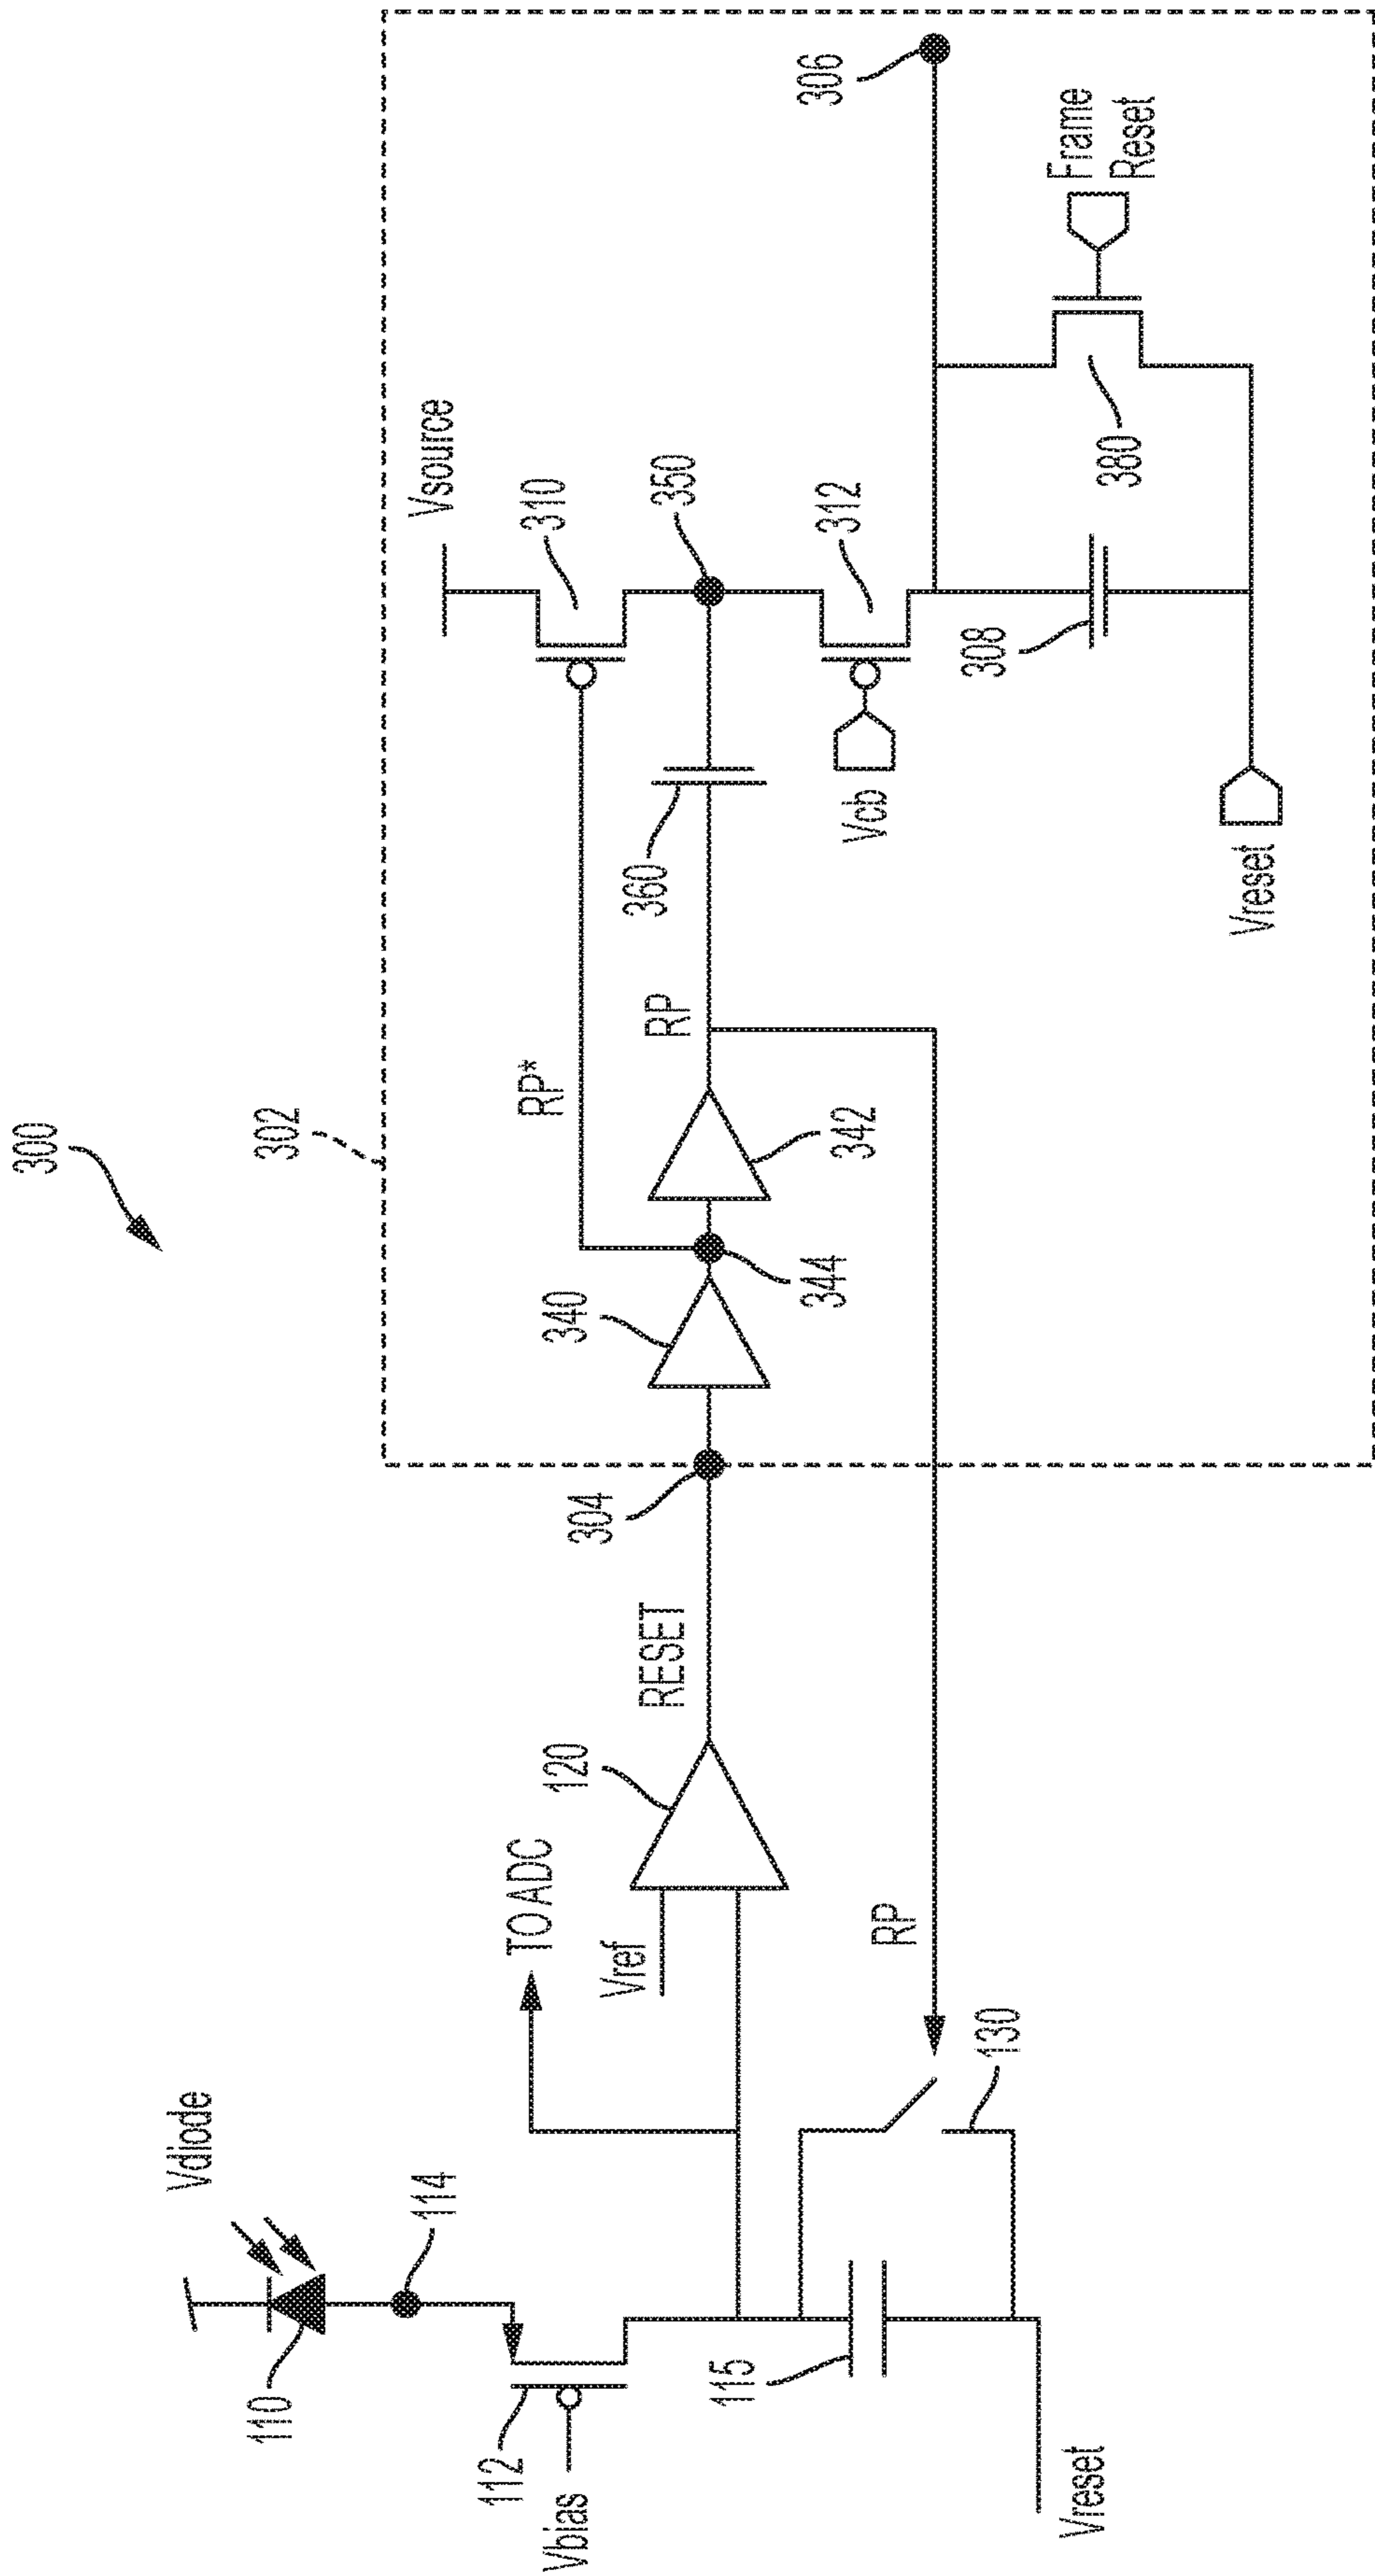 300
302
Vsource
310
350
312
306
RP*
RP
360
Vcb
308
380
Frame
Reset
Vreset
340
342
344
304
RESET
120
TO ADC
Vref
RP
130
Vdiode
110
114
112
Vbias
115
Vreset